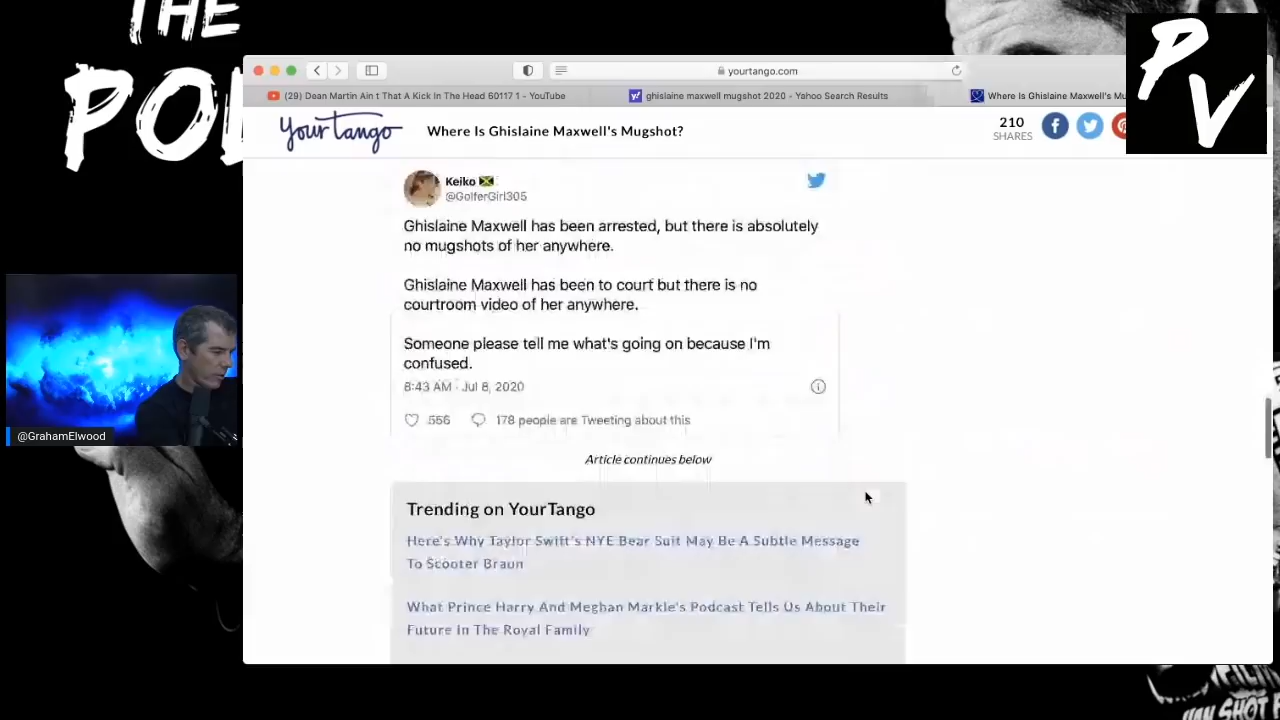 THE
POD
PV
yourtango.com
(29) Dean Martin Ain t That A Kick In The Head 60117 1 - YouTube
ghislaine maxwell mugshot 2020 - Yahoo Search Results
Where Is Ghislaine Maxwell's Mu
YourTango
Where Is Ghislaine Maxwell's Mugshot?
210
SHARES
Keiko
@GolferGirl305
Ghislaine Maxwell has been arrested, but there is absolutely
no mugshots of her anywhere.
Ghislaine Maxwell has been to court but there is no
courtroom video of her anywhere.
Someone please tell me what's going on because I'm
confused.
8:43 AM · Jul 8, 2020
556
178 people are Tweeting about this
Article continues below
Trending on YourTango
Here's Why Taylor Swift's NYE Bear Suit May Be A Subtle Message
To Scooter Braun
What Prince Harry And Meghan Markle's Podcast Tells Us About Their
Future In The Royal Family
@GrahamElwood